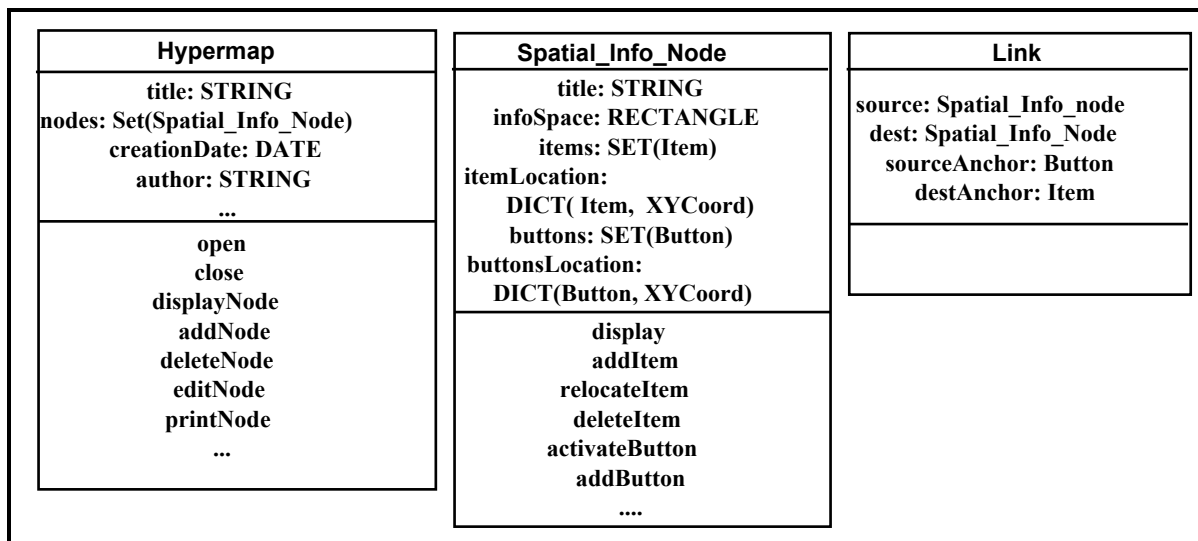 Hypermap
title: STRING
nodes: Set(Spatial_Info_Node)
creationDate: DATE
author: STRING
...
open
close
displayNode
addNode
deleteNode
editNode
printNode
...
Spatial_Info_Node
title: STRING
infoSpace: RECTANGLE
items: SET(Item)
itemLocation:
DICT( Item, XYCoord)
buttons: SET(Button)
buttonsLocation:
DICT(Button, XYCoord)
display
addItem
relocateItem
deleteItem
activateButton
addButton
....
Link
source: Spatial_Info_node
dest: Spatial_Info_Node
sourceAnchor: Button
destAnchor: Item